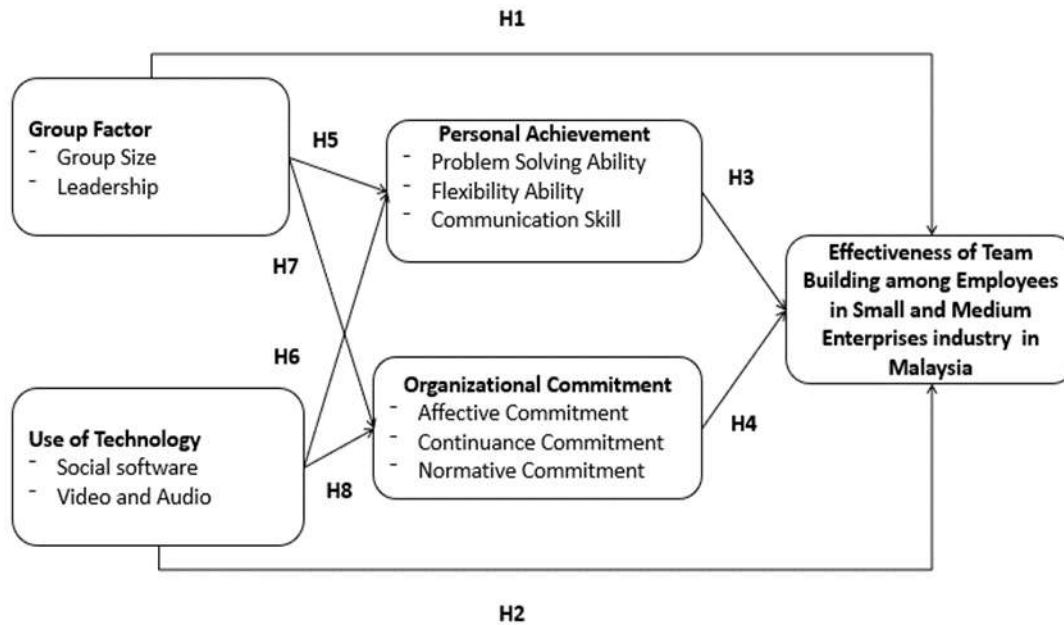 H1
Group Factor
- Group Size
- Leadership
H5
Personal Achievement
- Problem Solving Ability
- Flexibility Ability
- Communication Skill
H3
H7
Effectiveness of Team
Building among Employees
in Small and Medium
Enterprises industry in
Malaysia
H6
Use of Technology
- Social software
- Video and Audio
Organizational Commitment
- Affective Commitment
- Continuance Commitment
- Normative Commitment
H4
H8
H2